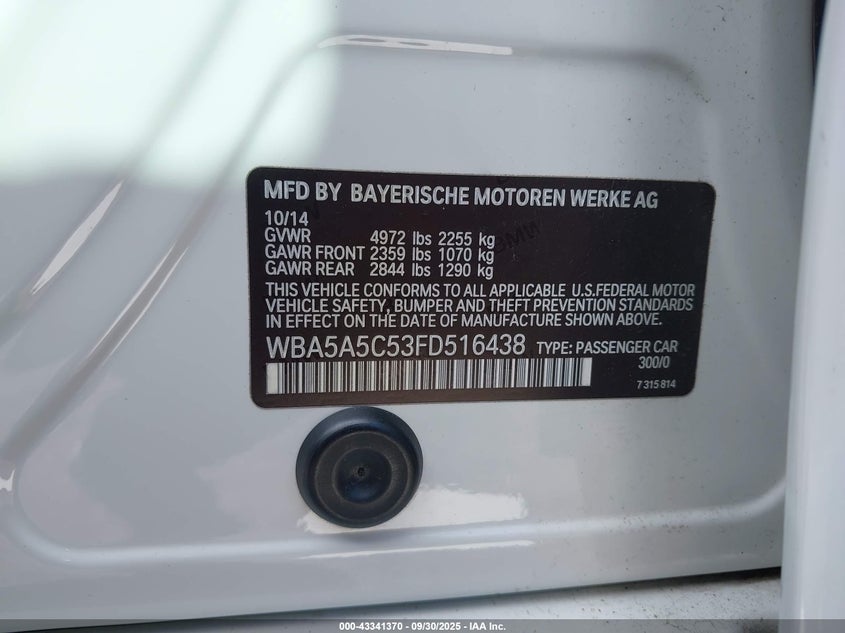 MFD BY BAYERISCHE MOTOREN WERKE AG
10/14
GVWR 4972 lbs 2255 kg
GAWR FRONT 2359 lbs 1070 kg
GAWR REAR 2844 lbs 1290 kg
THIS VEHICLE CONFORMS TO ALL APPLICABLE U.S.FEDERAL MOTOR
VEHICLE SAFETY, BUMPER AND THEFT PREVENTION STANDARDS
IN EFFECT ON THE DATE OF MANUFACTURE SHOWN ABOVE.
WBA5A5C53FD516438 TYPE: PASSENGER CAR
300/0
7 315 814
000-43341370 - 09/30/2025 - IAA Inc.